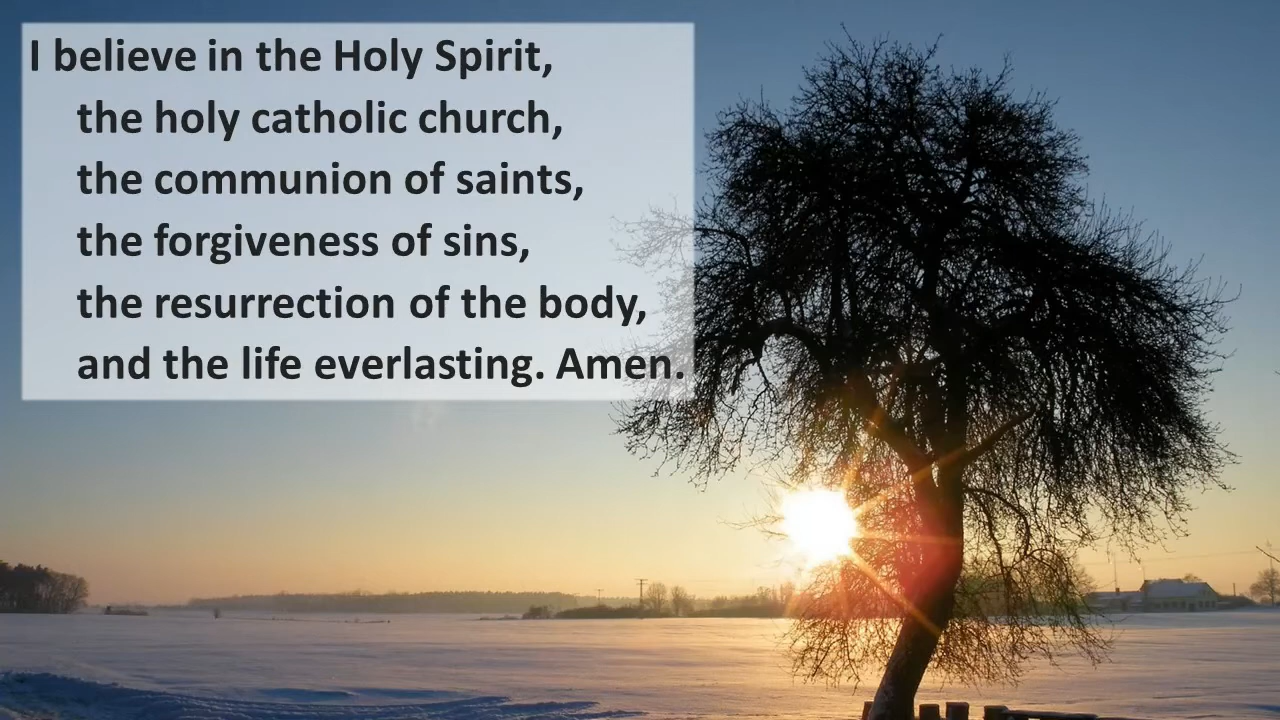 I believe in the Holy Spirit,
the holy catholic church,
the communion of saints,
the forgiveness of sins,
the resurrection of the body,
and the life everlasting. Amen.